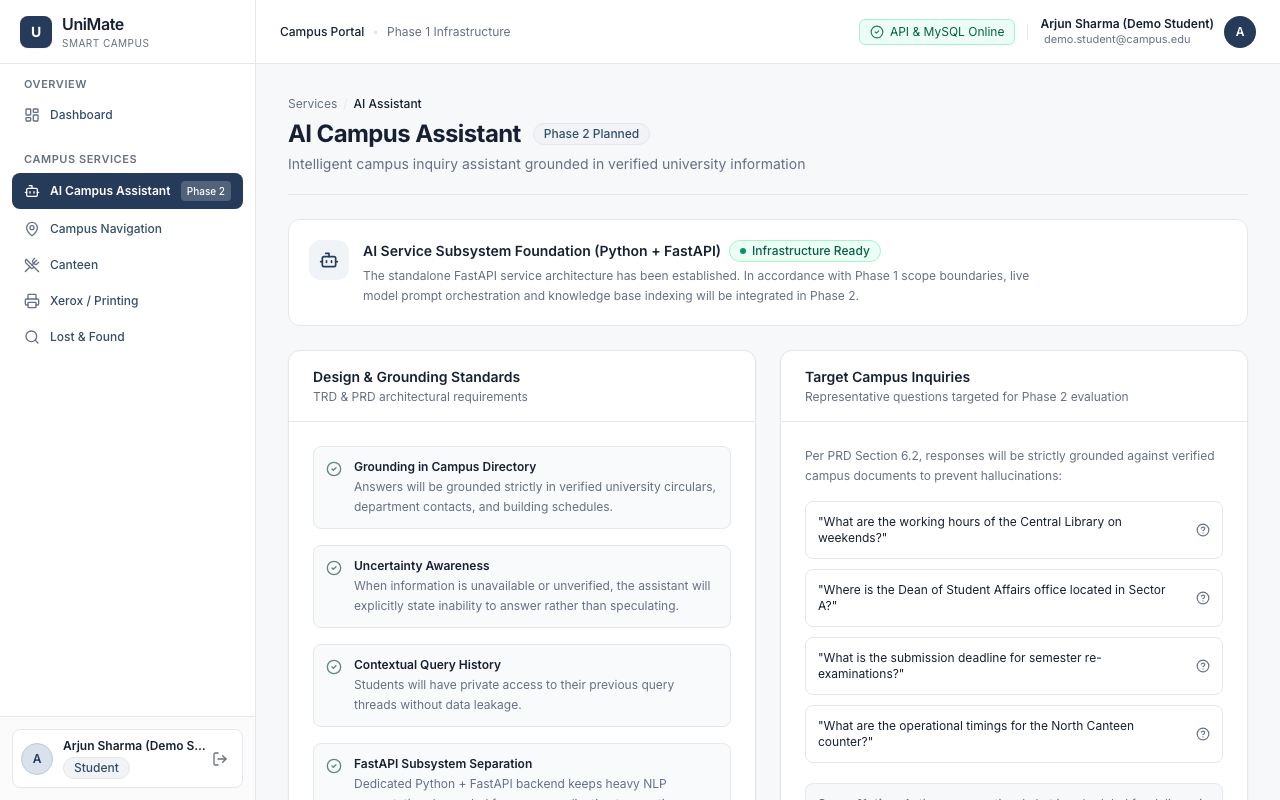 U
UniMate
SMART CAMPUS
Campus Portal
Phase 1 Infrastructure
API & MySQL Online
Arjun Sharma (Demo Student)
demo.student@campus.edu
A
OVERVIEW
Dashboard
CAMPUS SERVICES
AI Campus Assistant
Phase 2
Campus Navigation
Canteen
Xerox / Printing
Lost & Found
A
Arjun Sharma (Demo S...
Student
Services / AI Assistant
AI Campus Assistant
Phase 2 Planned
Intelligent campus inquiry assistant grounded in verified university information
AI Service Subsystem Foundation (Python + FastAPI)
Infrastructure Ready
The standalone FastAPI service architecture has been established. In accordance with Phase 1 scope boundaries, live
model prompt orchestration and knowledge base indexing will be integrated in Phase 2.
Design & Grounding Standards
TRD & PRD architectural requirements
Grounding in Campus Directory
Answers will be grounded strictly in verified university circulars,
department contacts, and building schedules.
Uncertainty Awareness
When information is unavailable or unverified, the assistant will
explicitly state inability to answer rather than speculating.
Contextual Query History
Students will have private access to their previous query
threads without data leakage.
FastAPI Subsystem Separation
Dedicated Python + FastAPI backend keeps heavy NLP
Target Campus Inquiries
Representative questions targeted for Phase 2 evaluation
Per PRD Section 6.2, responses will be strictly grounded against verified
campus documents to prevent hallucinations:
"What are the working hours of the Central Library on
weekends?"
"Where is the Dean of Student Affairs office located in Sector
A?"
"What is the submission deadline for semester re-
examinations?"
"What are the operational timings for the North Canteen
counter?"